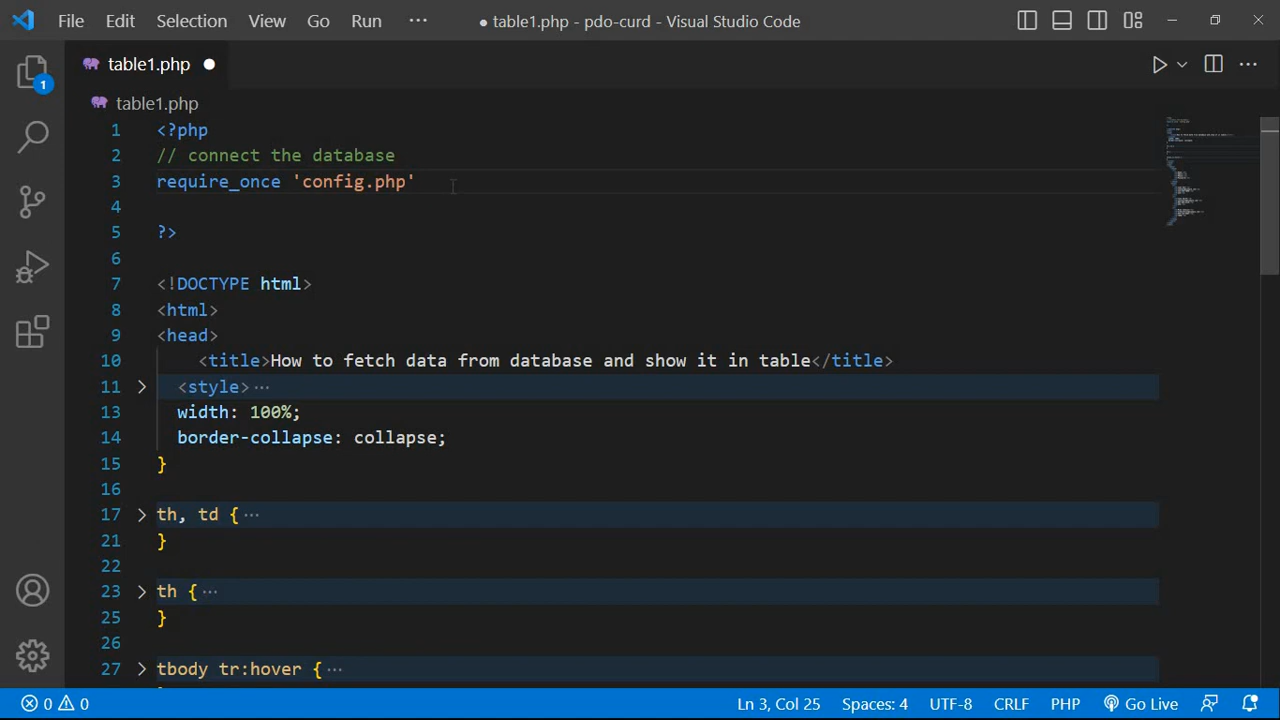 File Edit Selection View Go Run ··· ● table1.php - pdo-curd - Visual Studio Code
table1.php ●
1
table1.php
1 <?php
2 // connect the database
3 require_once 'config.php'
4
5 ?>
6
7 <!DOCTYPE html>
8 <html>
9 <head>
10 <title>How to fetch data from database and show it in table</title>
11 <style>···
13 width: 100%;
14 border-collapse: collapse;
15 }
16
17 th, td {···
21 }
22
23 th {···
25 }
26
27 tbody tr:hover {···
0 0 Ln 3, Col 25 Spaces: 4 UTF-8 CRLF PHP Go Live